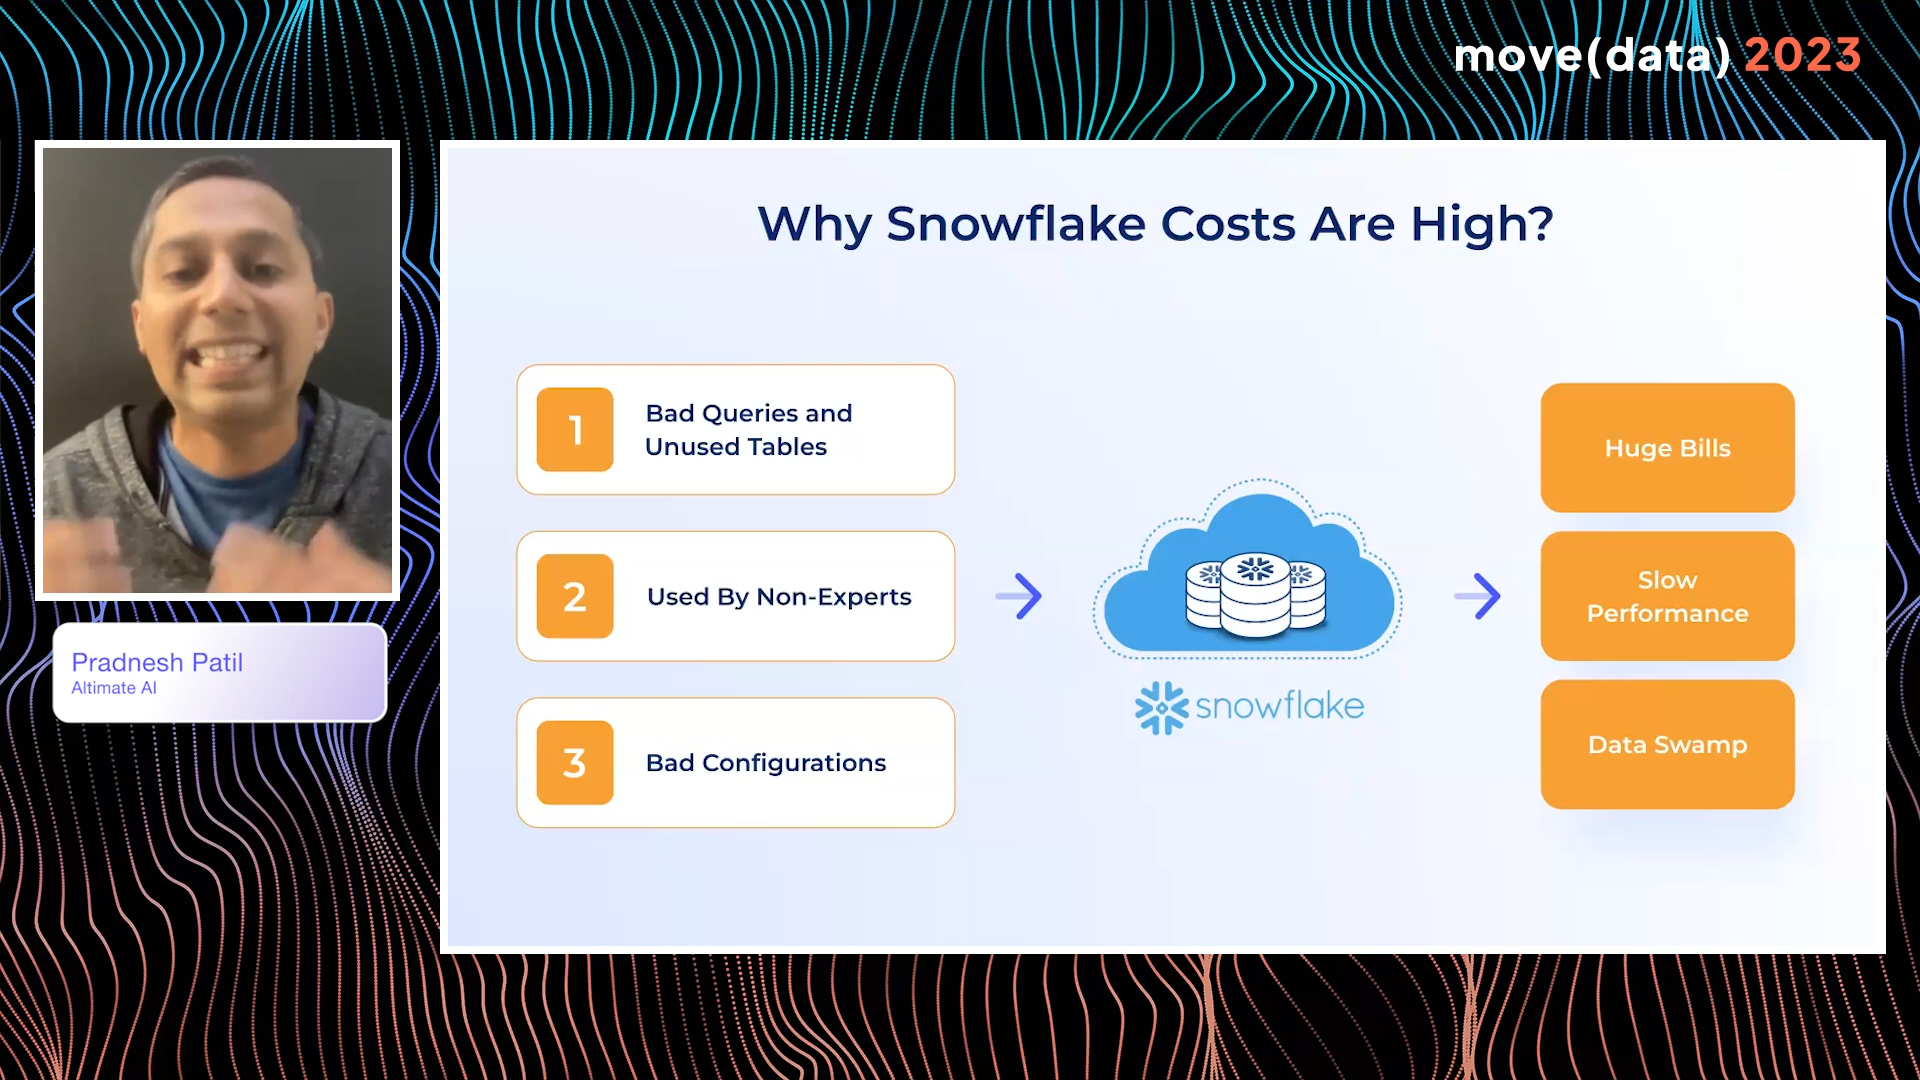 move(data) 2023
Why Snowflake Costs Are High?
1
Bad Queries and
Unused Tables
2
Used By Non-Experts
3
Bad Configurations
snowflake
Huge Bills
Slow
Performance
Data Swamp
Pradnesh Patil
Altimate AI